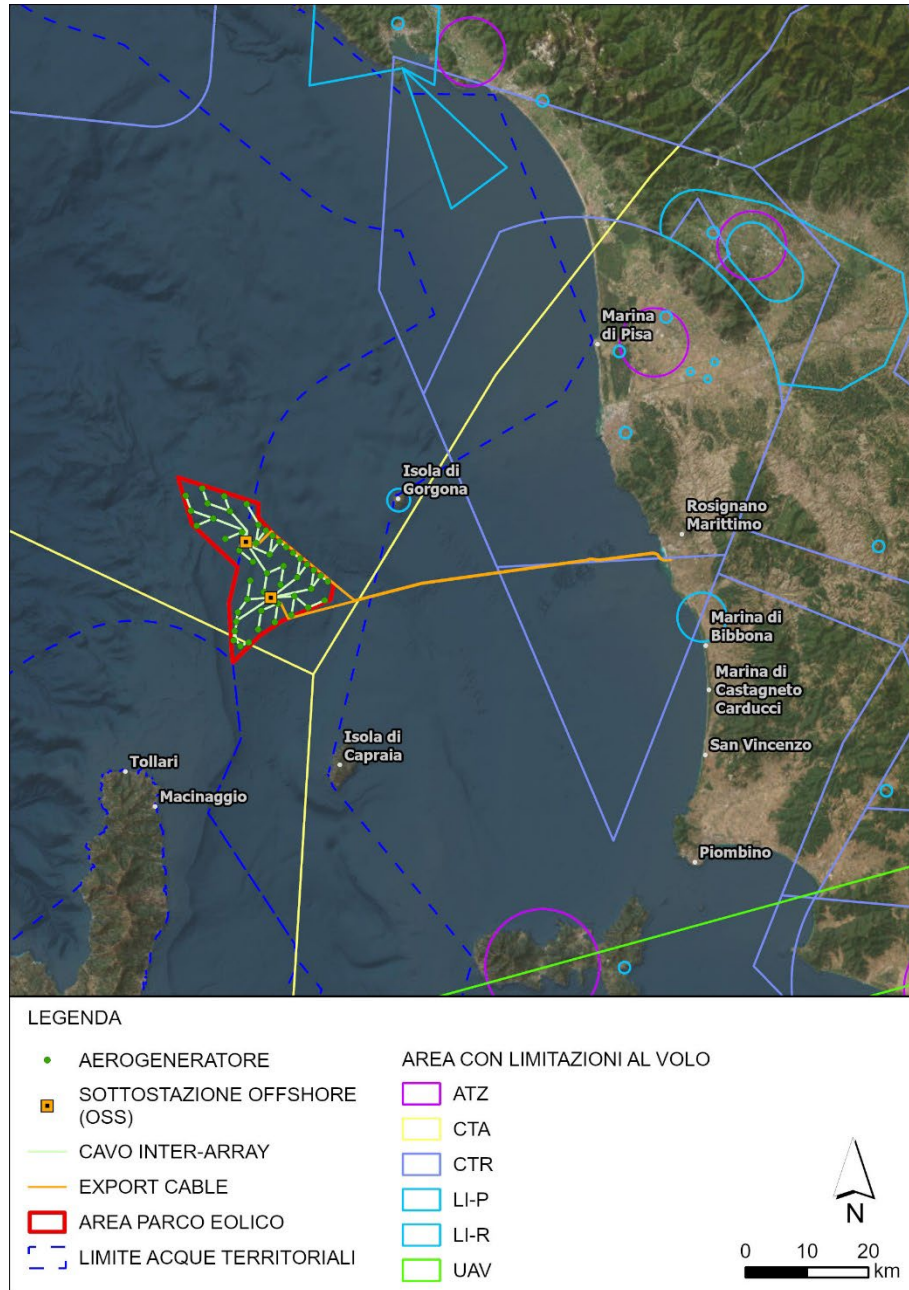 Marina
di Pisa
Isola di
Gorgona
Rosignano
Marittimo
Marina di
Bibbona
Marina di
Castagneto
Carducci
Isola di
Capraia
San Vincenzo
Tollari
Macinaggio
Piombino
LEGENDA
AEROGENERATORE
SOTTOSTAZIONE OFFSHORE
(OSS)
CAVO INTER-ARRAY
EXPORT CABLE
AREA PARCO EOLICO
LIMITE ACQUE TERRITORIALI
AREA CON LIMITAZIONI AL VOLO
ATZ
CTA
CTR
LI-P
LI-R
UAV
N
0 10 20
km